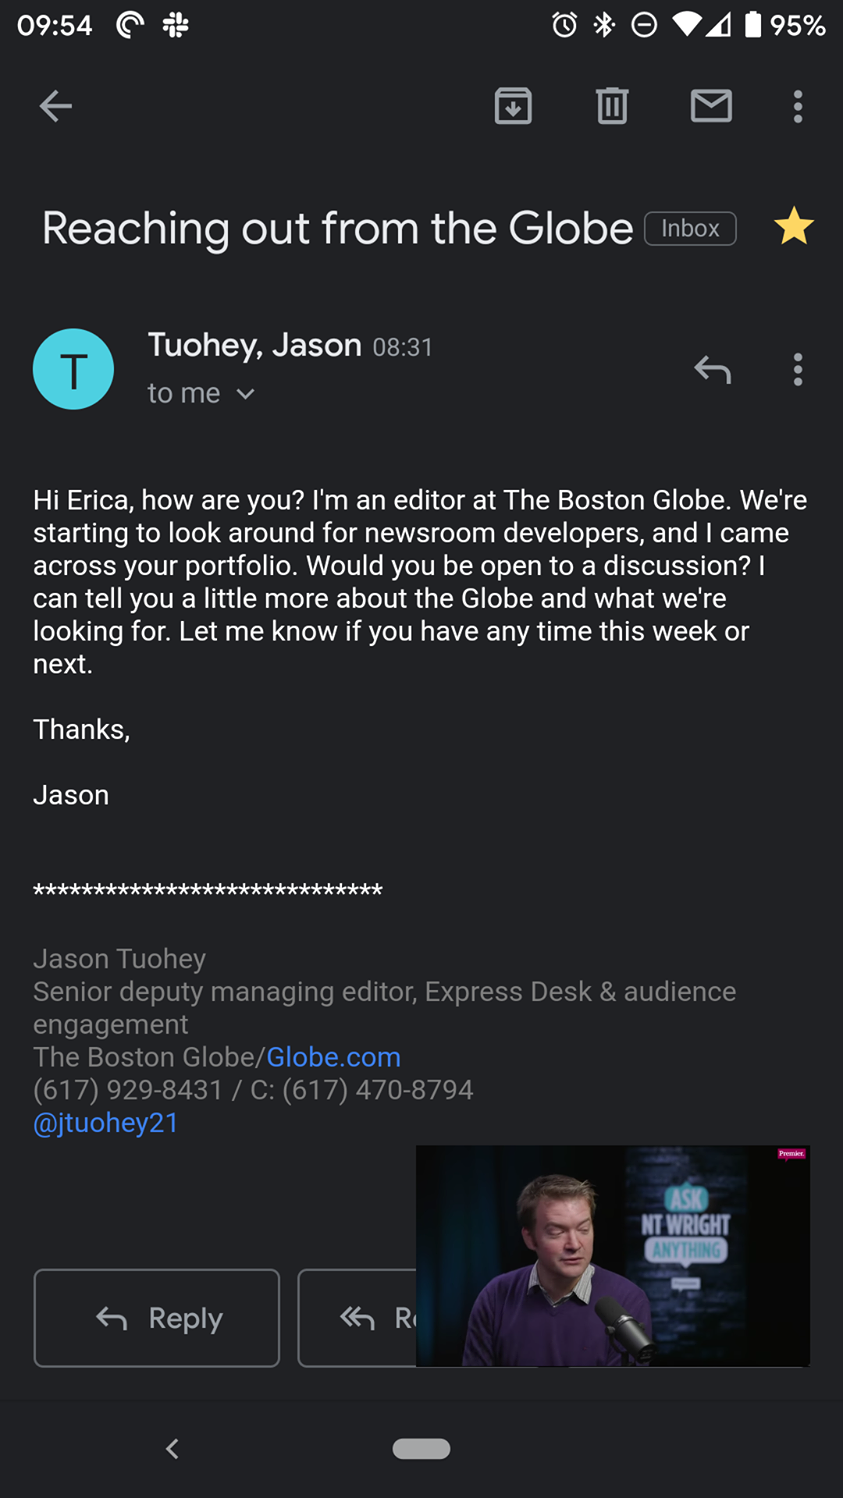 09:54
95%
Reaching out from the Globe Inbox
T
Tuohey, Jason 08:31
to me
Hi Erica, how are you? I'm an editor at The Boston Globe. We're
starting to look around for newsroom developers, and I came
across your portfolio. Would you be open to a discussion? I
can tell you a little more about the Globe and what we're
looking for. Let me know if you have any time this week or
next.
Thanks,
Jason
*****************************
Jason Tuohey
Senior deputy managing editor, Express Desk & audience
engagement
The Boston Globe/Globe.com
(617) 929-8431 / C: (617) 470-8794
@jtuohey21
Premier.
ASK
NT WRIGHT
ANYTHING
Reply